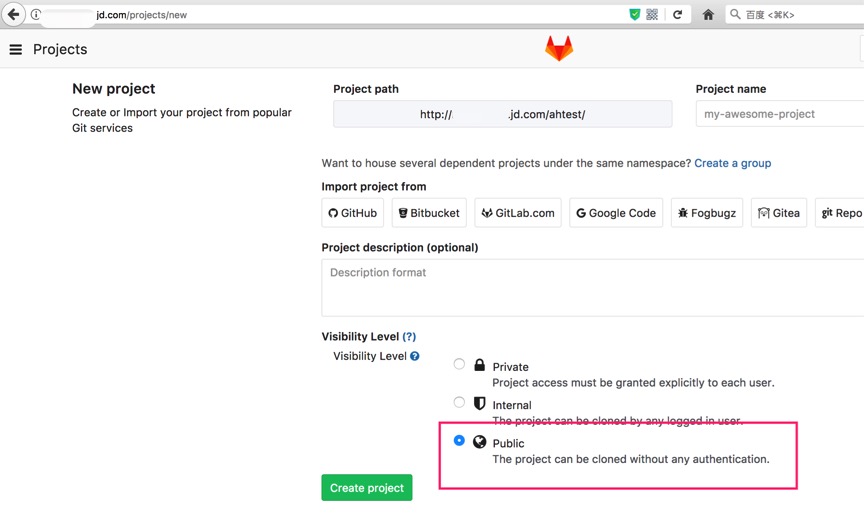 jd.com/projects/new
百度 <⌘K>
Projects
New project
Create or Import your project from popular
Git services
Project path
http://
.jd.com/ahtest/
Project name
my-awesome-project
Want to house several dependent projects under the same namespace? Create a group
Import project from
GitHub
Bitbucket
GitLab.com
Google Code
Fogbugz
Gitea
git Repo
Project description (optional)
Description format
Visibility Level (?)
Visibility Level ?
Private
Project access must be granted explicitly to each user.
Internal
The project can be cloned by any logged in user.
Public
The project can be cloned without any authentication.
Create project